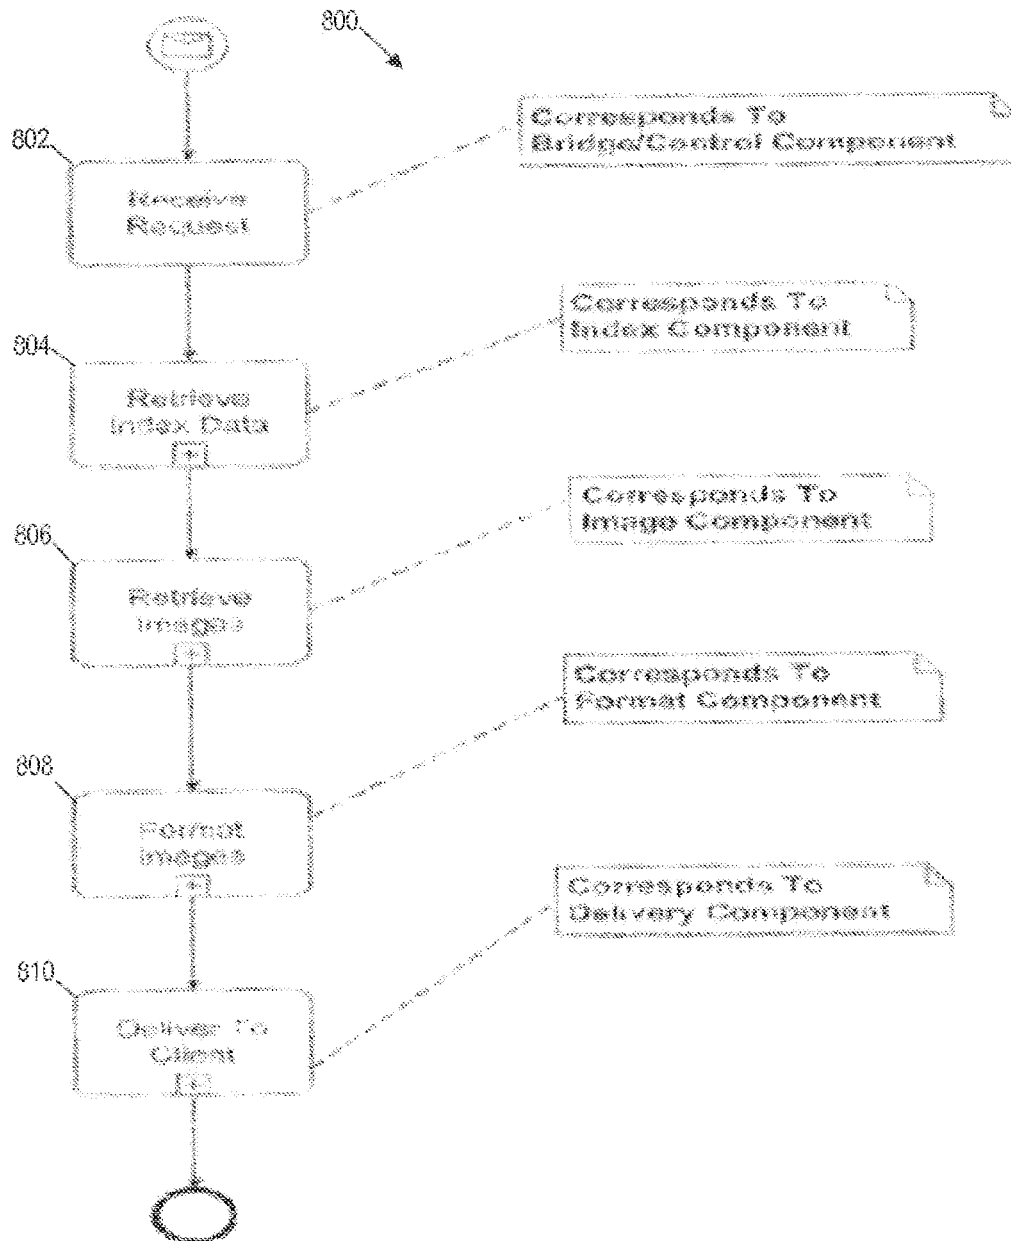 800
802
Receive
Request
Corresponds To
Bridge/Control Component
804
Retrieve
Index Data
Corresponds To
Index Component
806
Retrieve
Images
Corresponds To
Image Component
808
Format
Images
Corresponds To
Format Component
810
Deliver To
Client
Corresponds To
Delivery Component